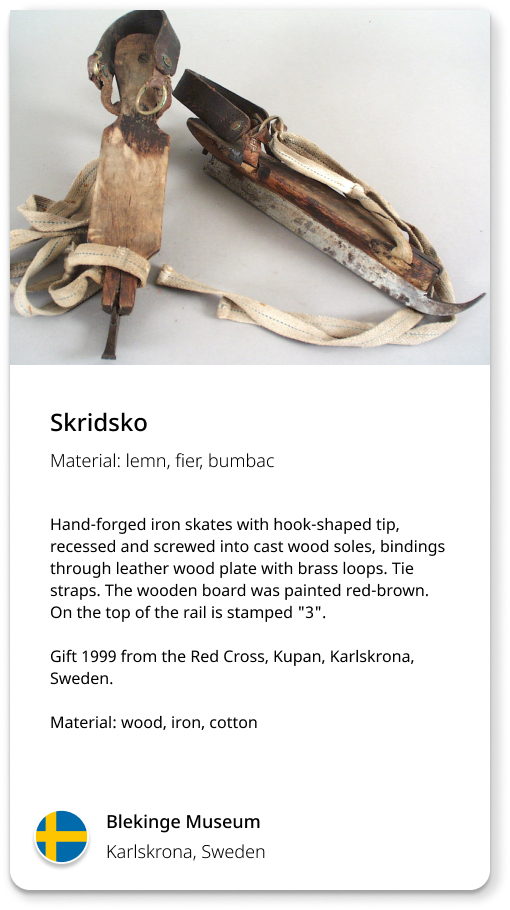 Skridsko
Material: lemn, fier, bumbac
Hand-forged iron skates with hook-shaped tip,
recessed and screwed into cast wood soles, bindings
through leather wood plate with brass loops. Tie
straps. The wooden board was painted red-brown.
On the top of the rail is stamped "3".
Gift 1999 from the Red Cross, Kupan, Karlskrona,
Sweden.
Material: wood, iron, cotton
Blekinge Museum
Karlskrona, Sweden